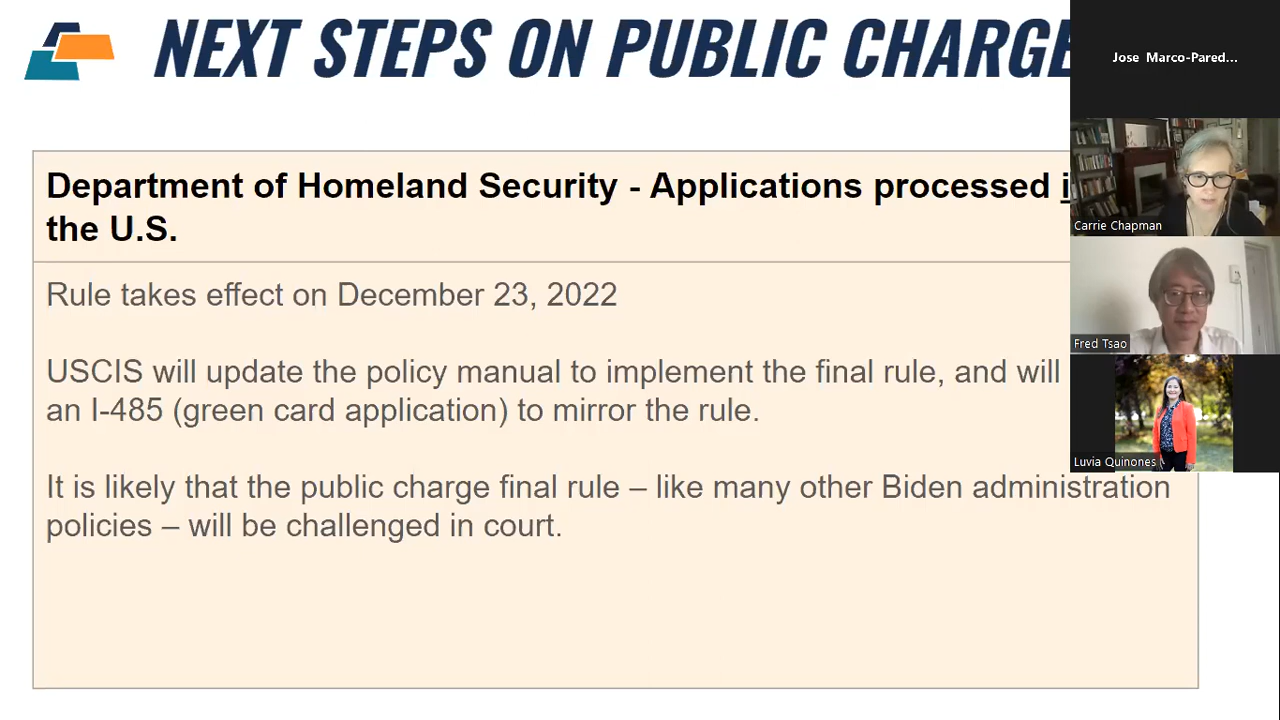 NEXT STEPS ON PUBLIC CHARGE
Department of Homeland Security - Applications processed i
the U.S.
Rule takes effect on December 23, 2022
USCIS will update the policy manual to implement the final rule, and will
an I-485 (green card application) to mirror the rule.
It is likely that the public charge final rule – like many other Biden administration
policies – will be challenged in court.
Jose Marco-Pared...
Carrie Chapman
Fred Tsao
Luvia Quinones (